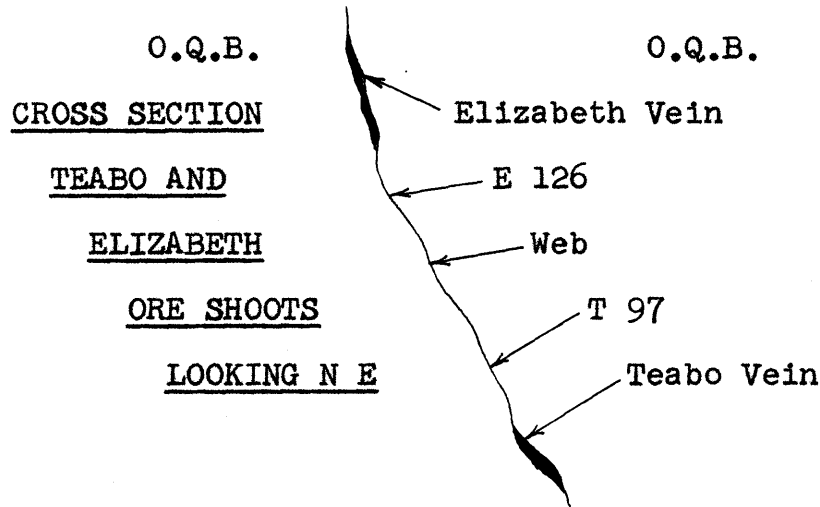 O.Q.B. O.Q.B.
CROSS SECTION
Elizabeth Vein
TEABO AND
E 126
ELIZABETH
Web
ORE SHOOTS
T 97
LOOKING N E
Teabo Vein